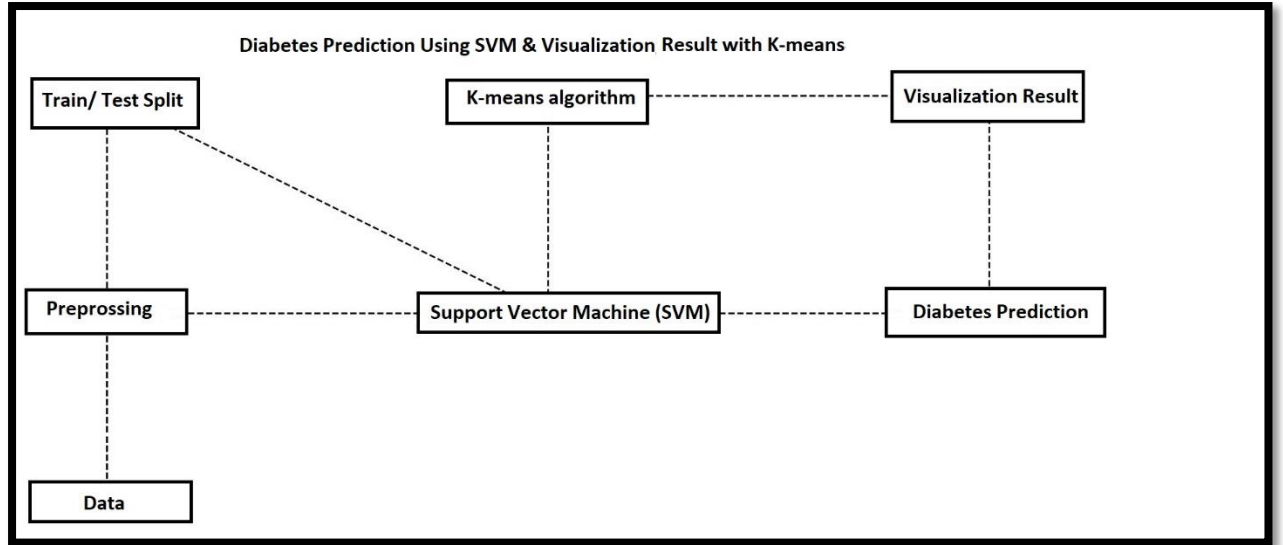 Diabetes Prediction Using SVM & Visualization Result with K-means
Train/ Test Split
K-means algorithm
Visualization Result
Preprossing
Support Vector Machine (SVM)
Diabetes Prediction
Data